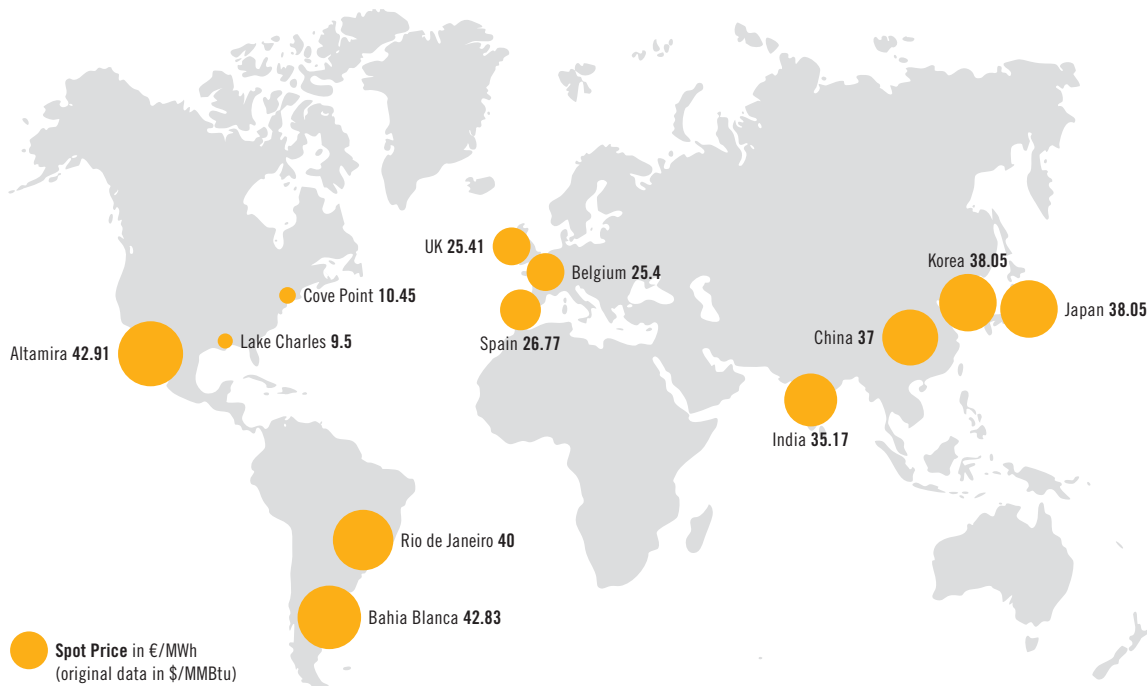 UK 25.41
Belgium 25.4
Korea 38.05
Cove Point 10.45
Japan 38.05
Lake Charles 9.5
Spain 26.77
China 37
Altamira 42.91
India 35.17
Rio de Janeiro 40
Bahia Blanca 42.83
Spot Price in €/MWh
(original data in $/MMBtu)